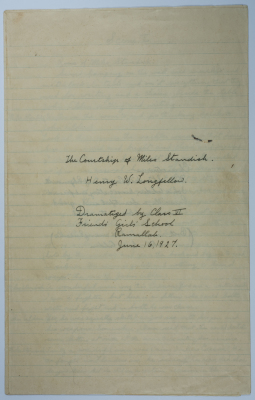 The Courtship of Miles Standish.
Henry W. Longfellow.
Dramatized by Class II
Friends Girls' School
Ramallah.
June 16, 1927.